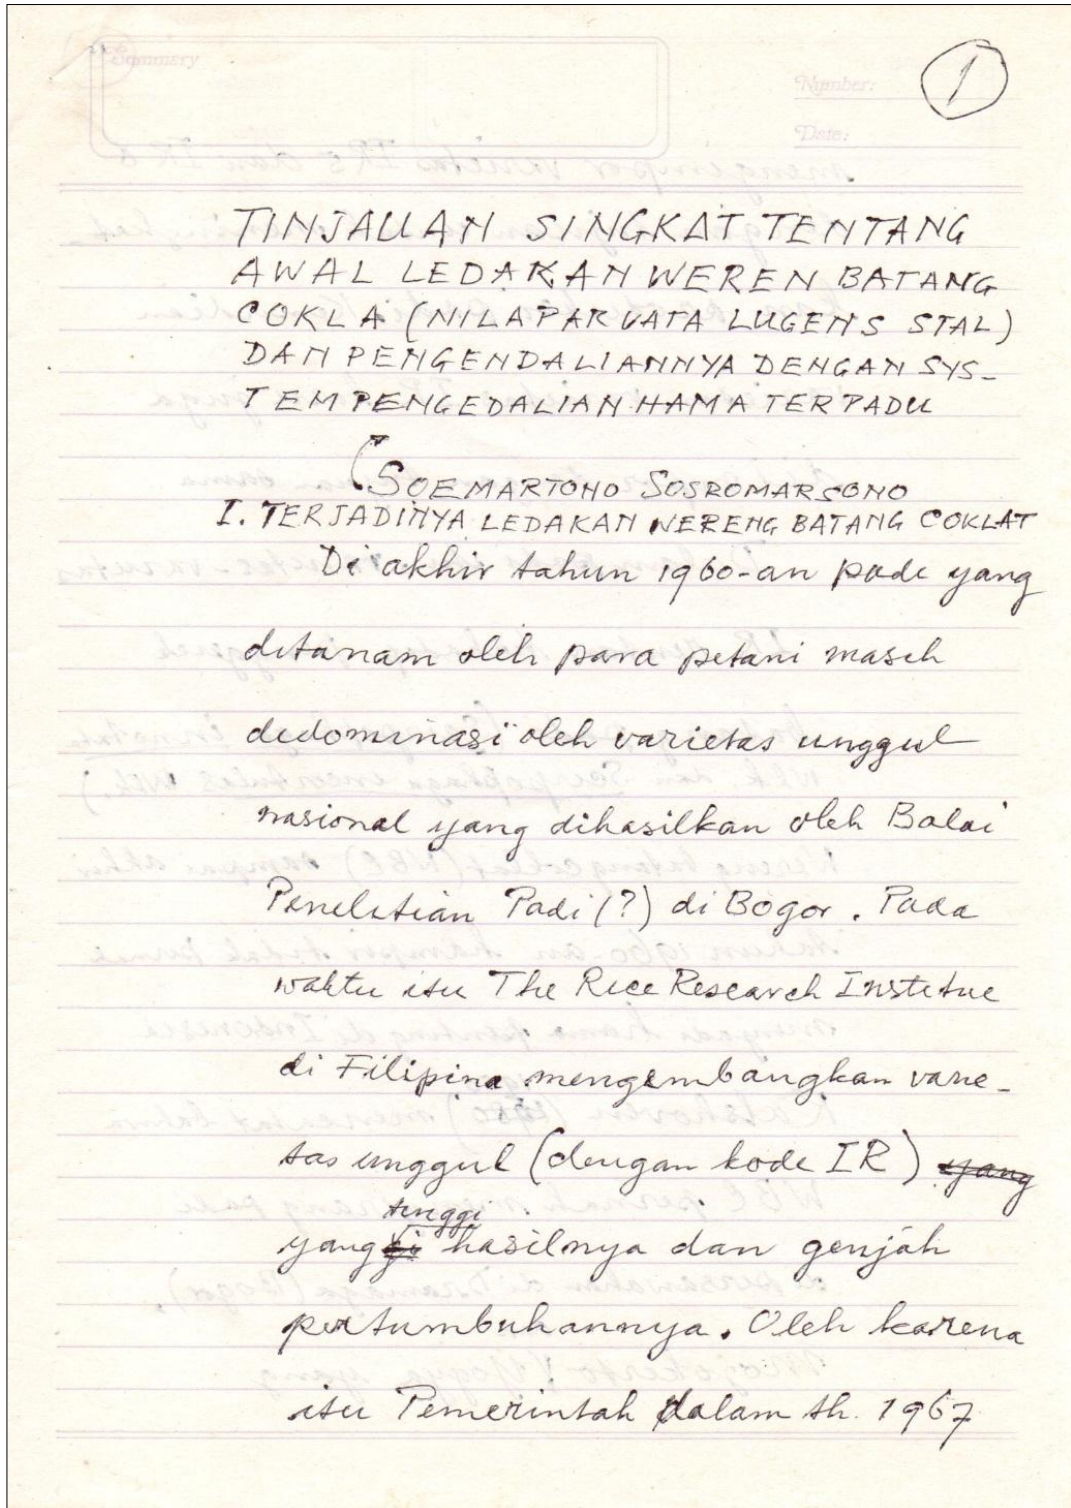 Summary
Number:
1
Date:
TINJAUAN SINGKAT TENTANG
AWAL LEDAKAN WEREN BATANG
COKLA (NILAPARVATA LUGENS STAL)
DAN PENGENDALIANNYA DENGAN SYS-
TEM PENGEDALIAN HAMA TERPADU
SOEMARTONO SOSROMARSONO
I. TERJADINYA LEDAKAN WERENG BATANG COKLAT
Di akhir tahun 1960-an padi yang
ditanam oleh para petani masih
didominasi oleh varietas unggul
nasional yang dihasilkan oleh Balai
Penelitian Padi (?) di Bogor. Pada
waktu itu The Rice Research Institue
di Filipina mengembangkan varie-
tas unggul (dengan kode IR) yang
yang tinggi hasilnya dan genjah
pertumbuhannya. Oleh karena
itu Pemerintah dalam th. 1967